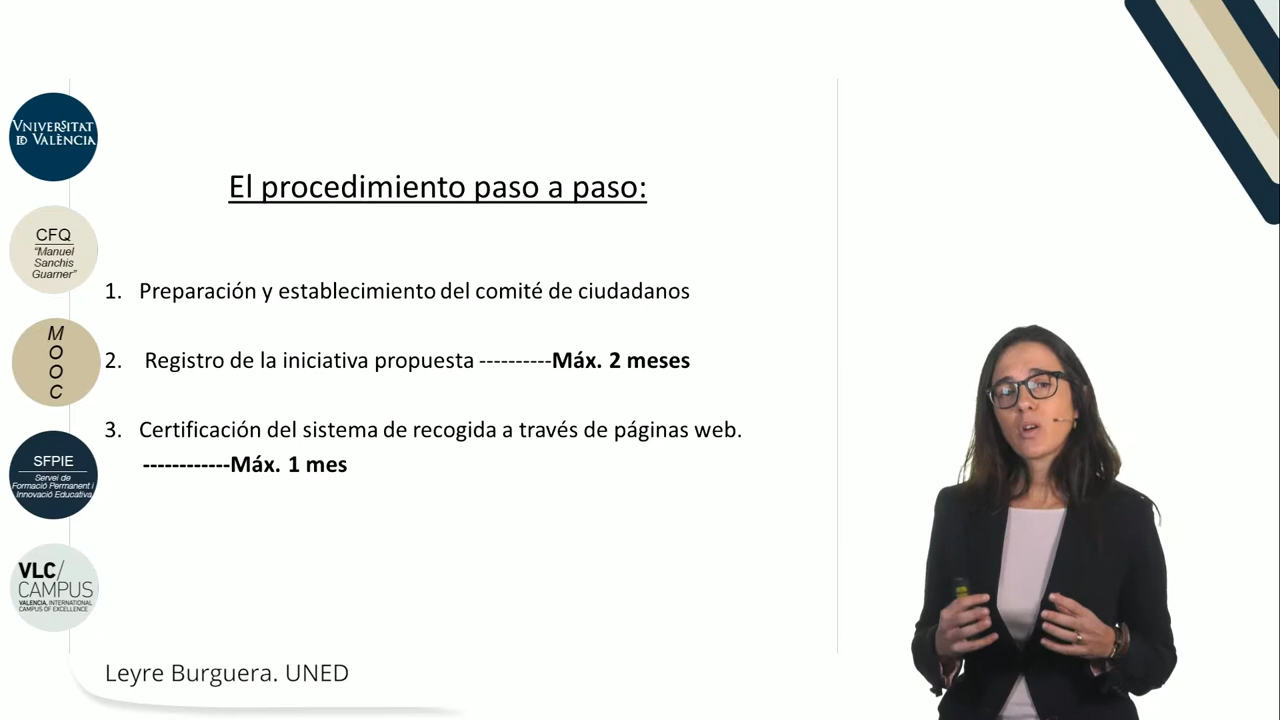 VNIVERSITAT
ID VALÈNCIA
CFQ
"Manuel
Sanchis
Guarner"
M
O
O
C
SFPIE
Servei de
Formació Permanent i
Innovació Educativa
VLC/
CAMPUS
VALENCIA, INTERNATIONAL
CAMPUS OF EXCELLENCE
El procedimiento paso a paso:
1. Preparación y establecimiento del comité de ciudadanos
2. Registro de la iniciativa propuesta ----------Máx. 2 meses
3. Certificación del sistema de recogida a través de páginas web.
------------Máx. 1 mes
Leyre Burguera. UNED